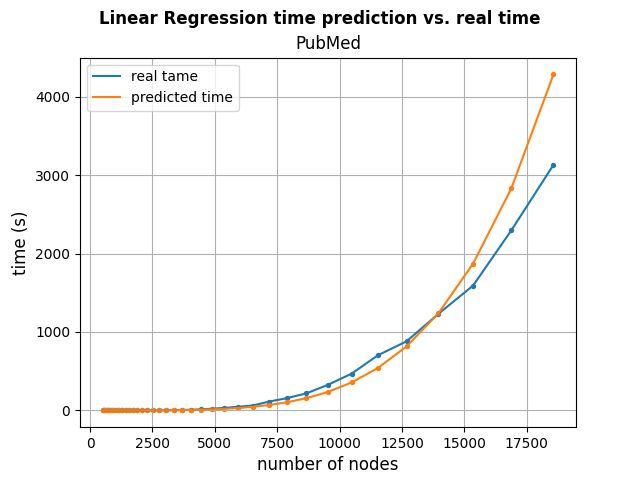 Linear Regression time prediction vs. real time
PubMed
real tame
predicted time
4000
3000
2000
1000
0
time (s)
0 2500 5000 7500 10000 12500 15000 17500
number of nodes